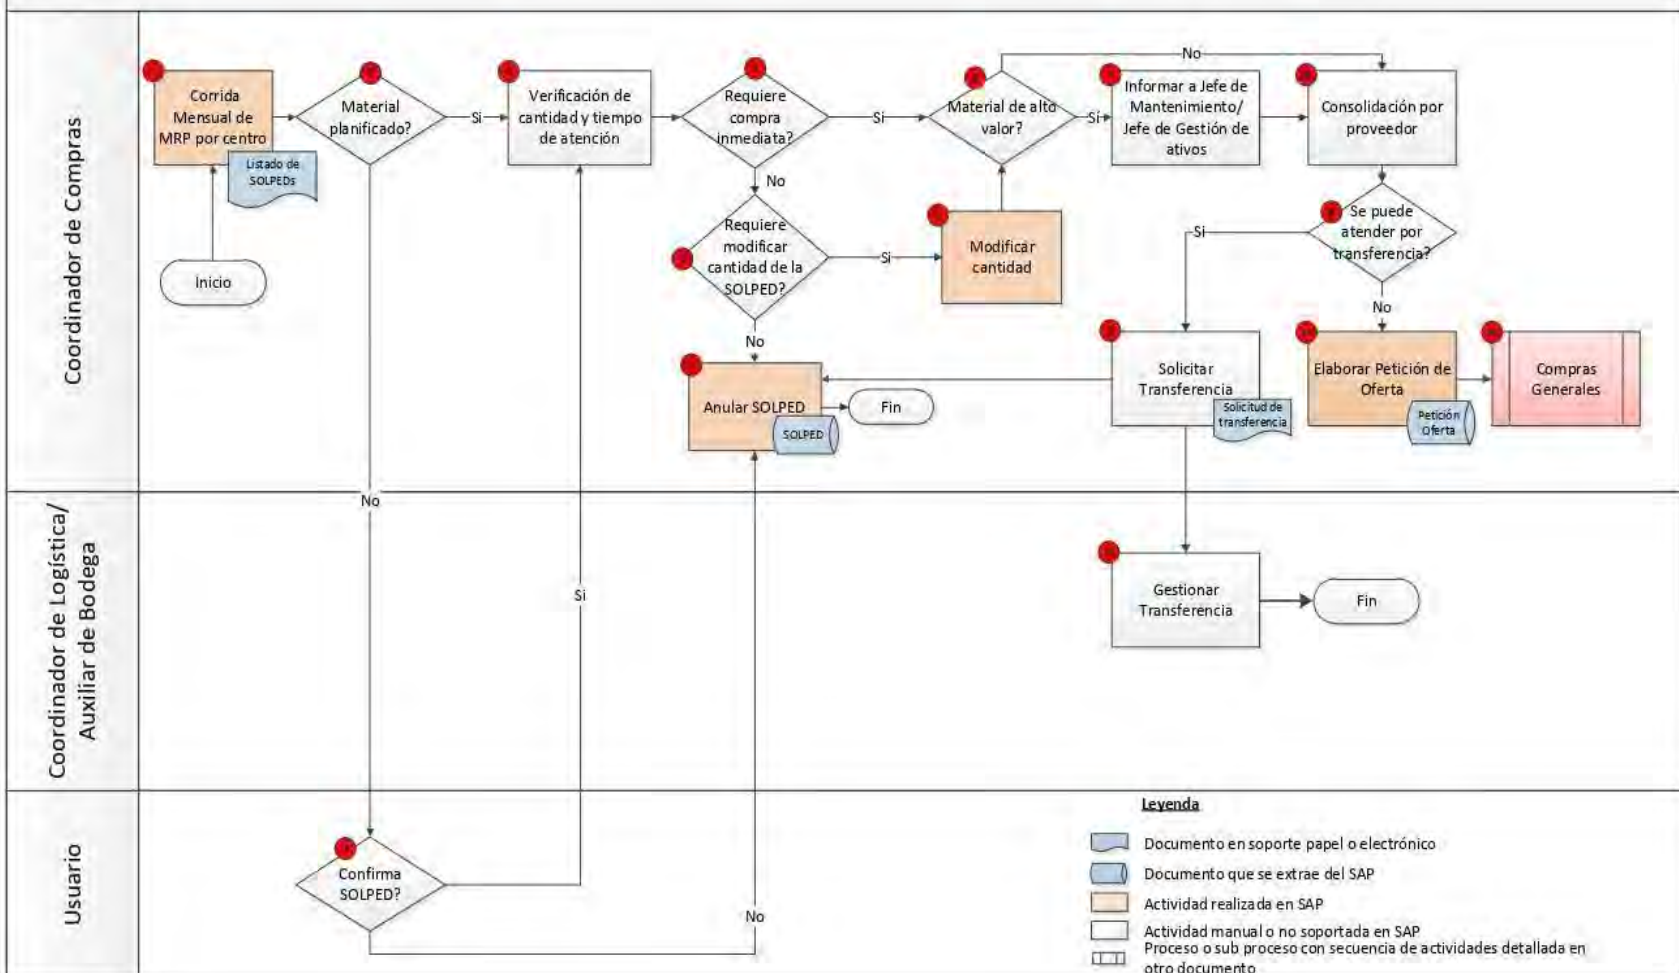 Coordinador de Compras
Corrida
Mensual de
MRP por centro
Listado de
SOLPEDs
Inicio
Material
planificado?
Si
No
Verificación de
cantidad y tiempo
de atención
Requiere
compra
inmediata?
Si
No
Requiere
modificar
cantidad de la
SOLPED?
Si
No
Modificar
cantidad
Material de alto
valor?
No
Si
Informar a Jefe de
Mantenimiento/
Jefe de Gestión de
ativos
Consolidación por
proveedor
Se puede
atender por
transferencia?
Si
No
Anular SOLPED
SOLPED
Fin
Solicitar
Transferencia
Solicitud de
transferencia
Elaborar Petición de
Oferta
Petición
Oferta
Compras
Generales
Coordinador de Logística/
Auxiliar de Bodega
Si
Gestionar
Transferencia
Fin
Usuario
Confirma
SOLPED?
No
Leyenda
Documento en soporte papel o electrónico
Documento que se extrae del SAP
Actividad realizada en SAP
Actividad manual o no soportada en SAP
Proceso o sub proceso con secuencia de actividades detallada en
otro documento